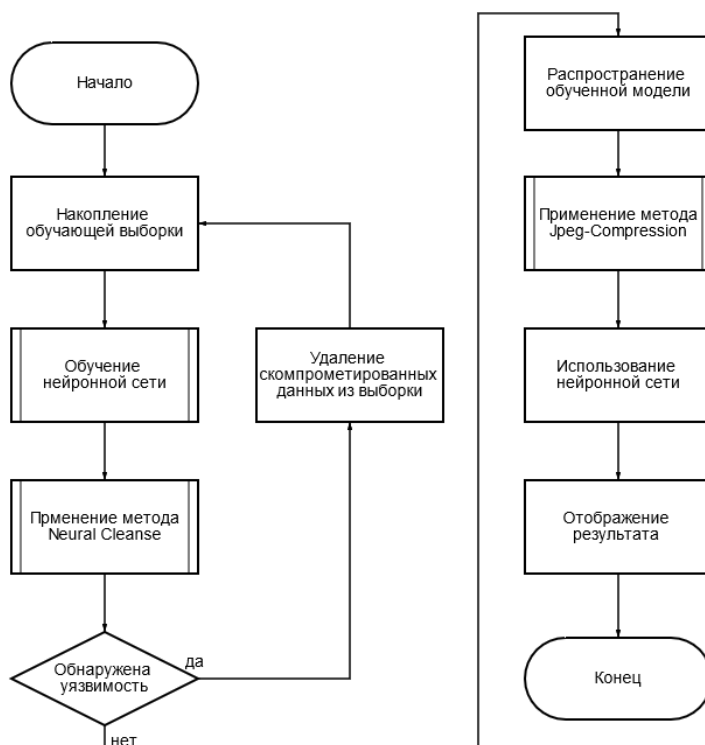 Начало
Накопление
обучающей выборки
Обучение
нейронной сети
Прменение метода
Neural Cleanse
Обнаружена
уязвимость
да
нет
Удаление
скомпрометированных
данных из выборки
Распространение
обученной модели
Применение метода
Jpeg-Compression
Использование
нейронной сети
Отображение
результата
Конец